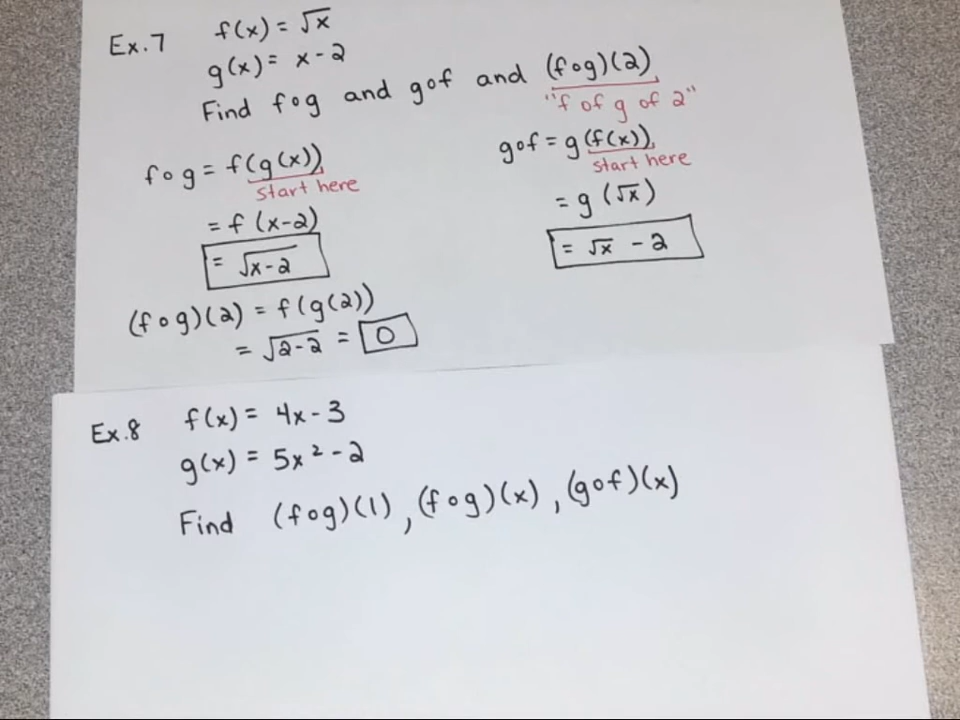 Ex.7 f(x) = √x
g(x) = x - 2
Find f∘g and g∘f and (f∘g)(2)
"f of g of 2"
f∘g = f(g(x))
start here
= f(x-2)
= √x-2
g∘f = g(f(x))
start here
= g(√x)
= √x - 2
(f∘g)(2) = f(g(2))
= √2-2 = 0
Ex.8 f(x) = 4x - 3
g(x) = 5x² - 2
Find (f∘g)(1), (f∘g)(x), (g∘f)(x)